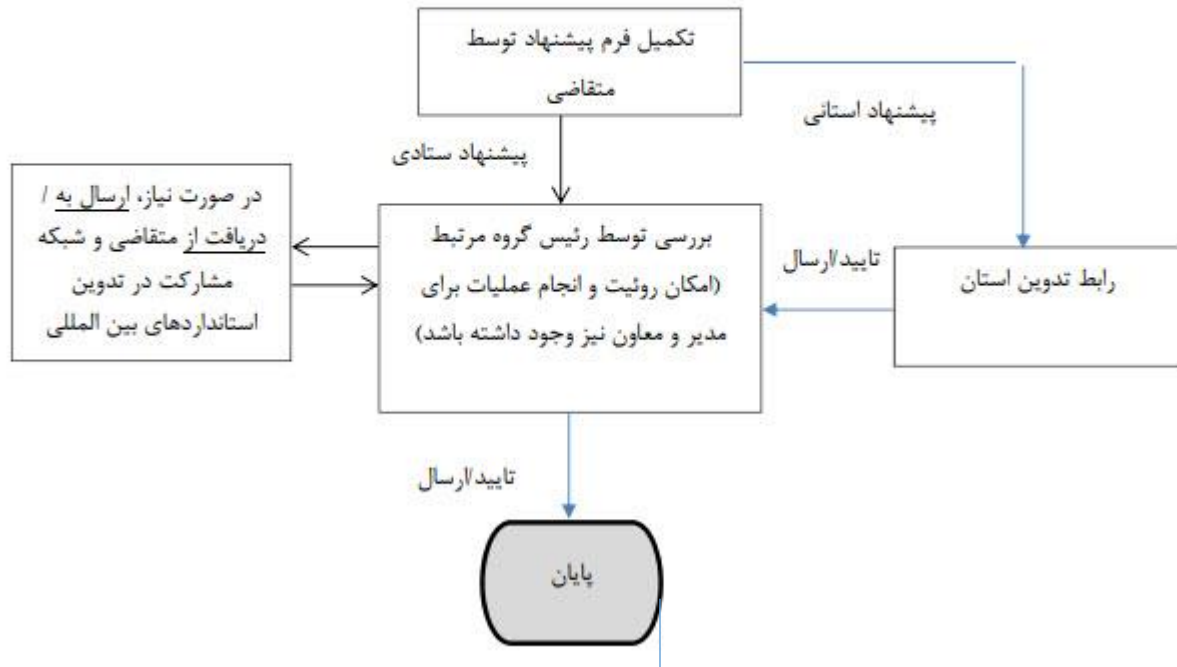 تکمیل فرم پیشنهاد توسط
متقاضی
پیشنهاد استانی
پیشنهاد ستادی
در صورت نیاز، ارسال به /
دریافت از متقاضی و شبکه
مشارکت در تدوین
استانداردهای بین المللی
بررسی توسط رئیس گروه مرتبط
(امکان روئیت و انجام عملیات برای
مدیر و معاون نیز وجود داشته باشد)
تایید/ارسال
رابط تدوین استان
تایید/ارسال
پایان